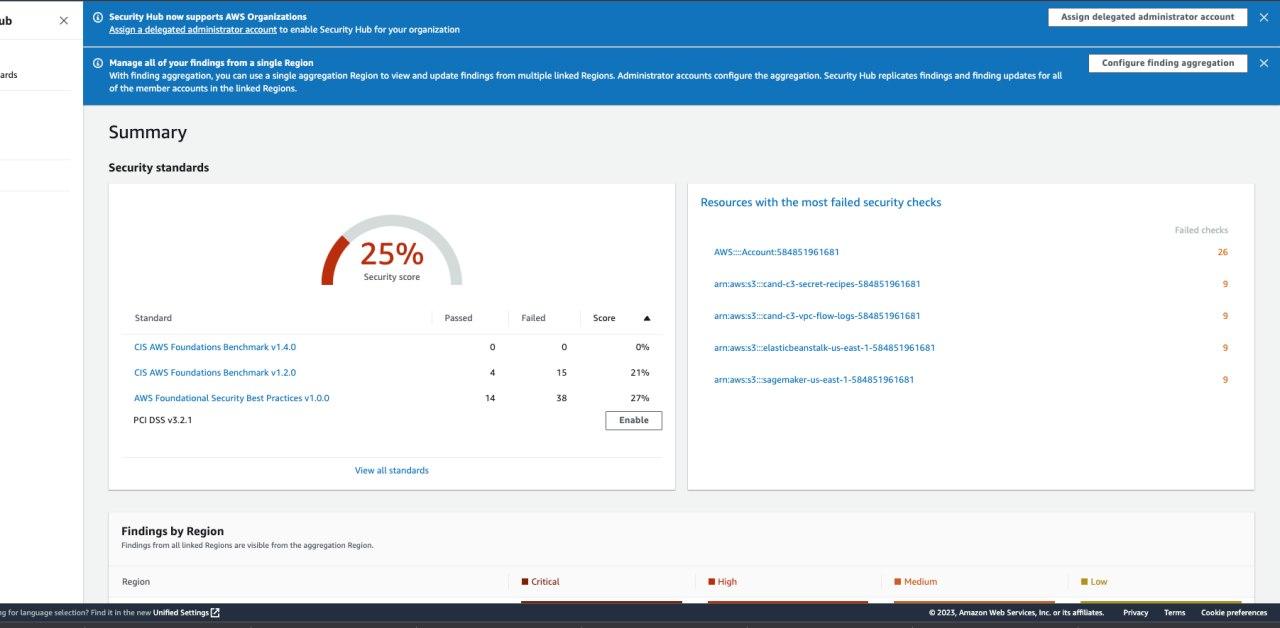 ub
ards
Security Hub now supports AWS Organizations
Assign a delegated administrator account to enable Security Hub for your organization
Assign delegated administrator account
Manage all of your findings from a single Region
With finding aggregation, you can use a single aggregation Region to view and update findings from multiple linked Regions. Administrator accounts configure the aggregation. Security Hub replicates findings and finding updates for all
of the member accounts in the linked Regions.
Configure finding aggregation
Summary
Security standards
25%
Security score
Standard Passed Failed Score
CIS AWS Foundations Benchmark v1.4.0 0 0 0%
CIS AWS Foundations Benchmark v1.2.0 4 15 21%
AWS Foundational Security Best Practices v1.0.0 14 38 27%
PCI DSS v3.2.1 Enable
View all standards
Resources with the most failed security checks
Failed checks
AWS::::Account:584851961681 26
arn:aws:s3:::cand-c3-secret-recipes-584851961681 9
arn:aws:s3:::cand-c3-vpc-flow-logs-584851961681 9
arn:aws:s3:::elasticbeanstalk-us-east-1-584851961681 9
arn:aws:s3:::sagemaker-us-east-1-584851961681 9
Findings by Region
Findings from all linked Regions are visible from the aggregation Region.
Region Critical High Medium Low
ng for language selection? Find it in the new Unified Settings
© 2023, Amazon Web Services, Inc. or its affiliates. Privacy Terms Cookie preferences